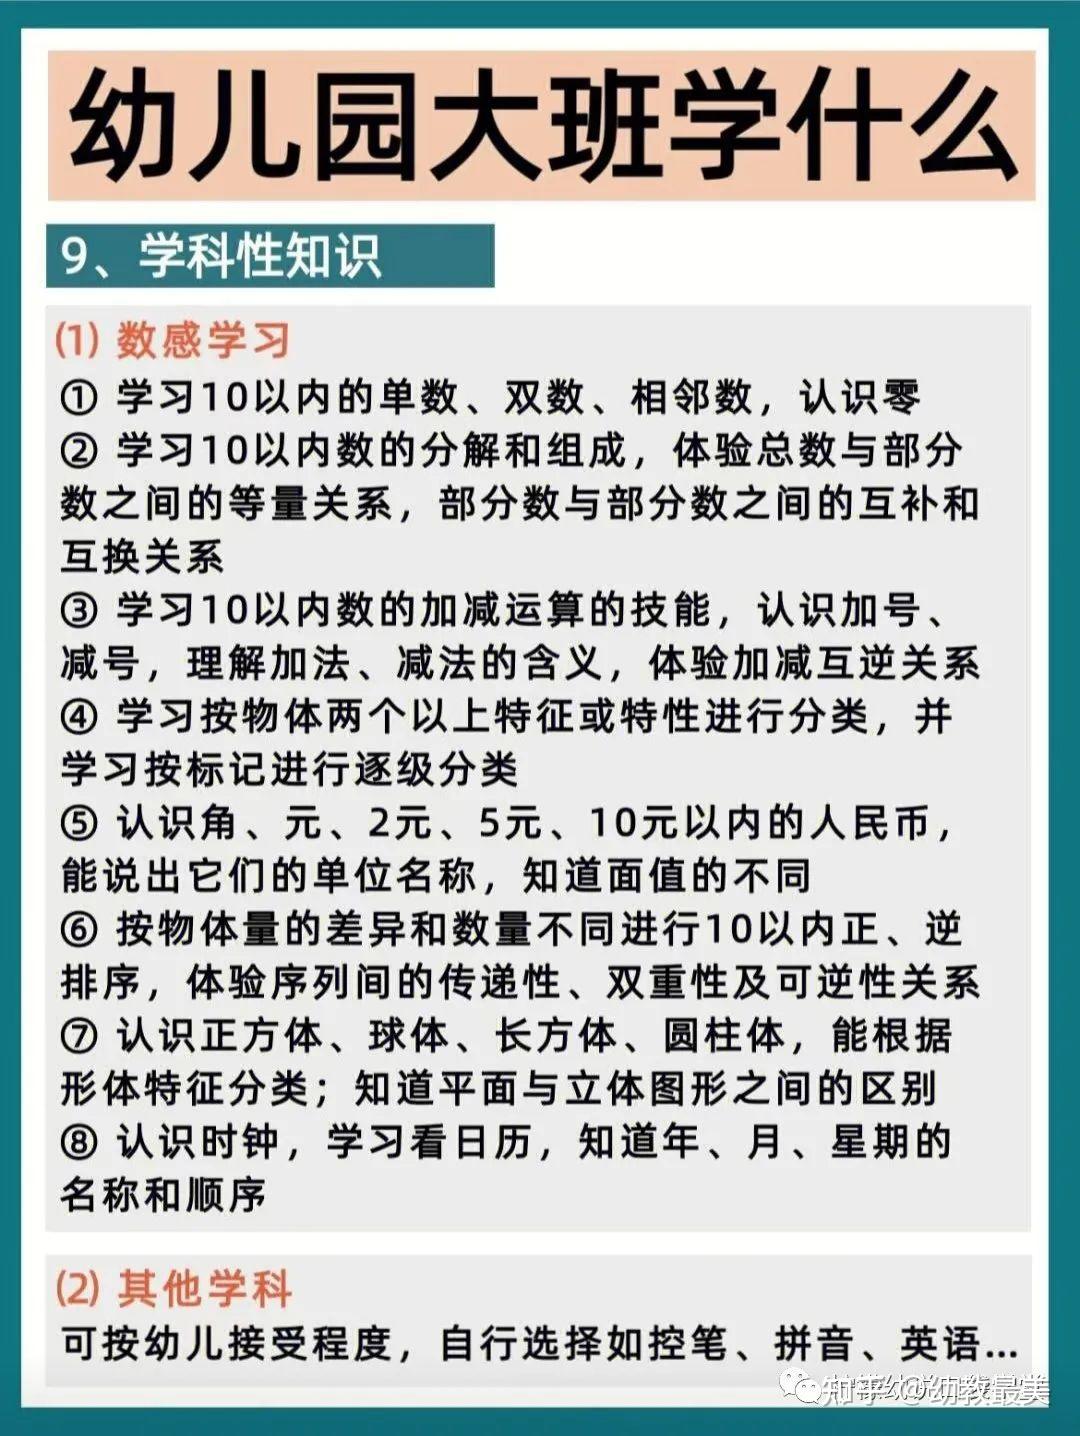 幼儿园大班学什么
9、学科性知识
(1) 数感学习
① 学习10以内的单数、双数、相邻数，认识零
② 学习10以内数的分解和组成，体验总数与部分
数之间的等量关系，部分数与部分数之间的互补和
互换关系
③ 学习10以内数的加减运算的技能，认识加号、
减号，理解加法、减法的含义，体验加减互逆关系
④ 学习按物体两个以上特征或特性进行分类，并
学习按标记进行逐级分类
⑤ 认识角、元、2元、5元、10元以内的人民币，
能说出它们的单位名称，知道面值的不同
⑥ 按物体量的差异和数量不同进行10以内正、逆
排序，体验序列间的传递性、双重性及可逆性关系
⑦ 认识正方体、球体、长方体、圆柱体，能根据
形体特征分类；知道平面与立体图形之间的区别
⑧ 认识时钟，学习看日历，知道年、月、星期的
名称和顺序
(2) 其他学科
可按幼儿接受程度，自行选择如控笔、拼音、英语...
知乎 @幼教最美